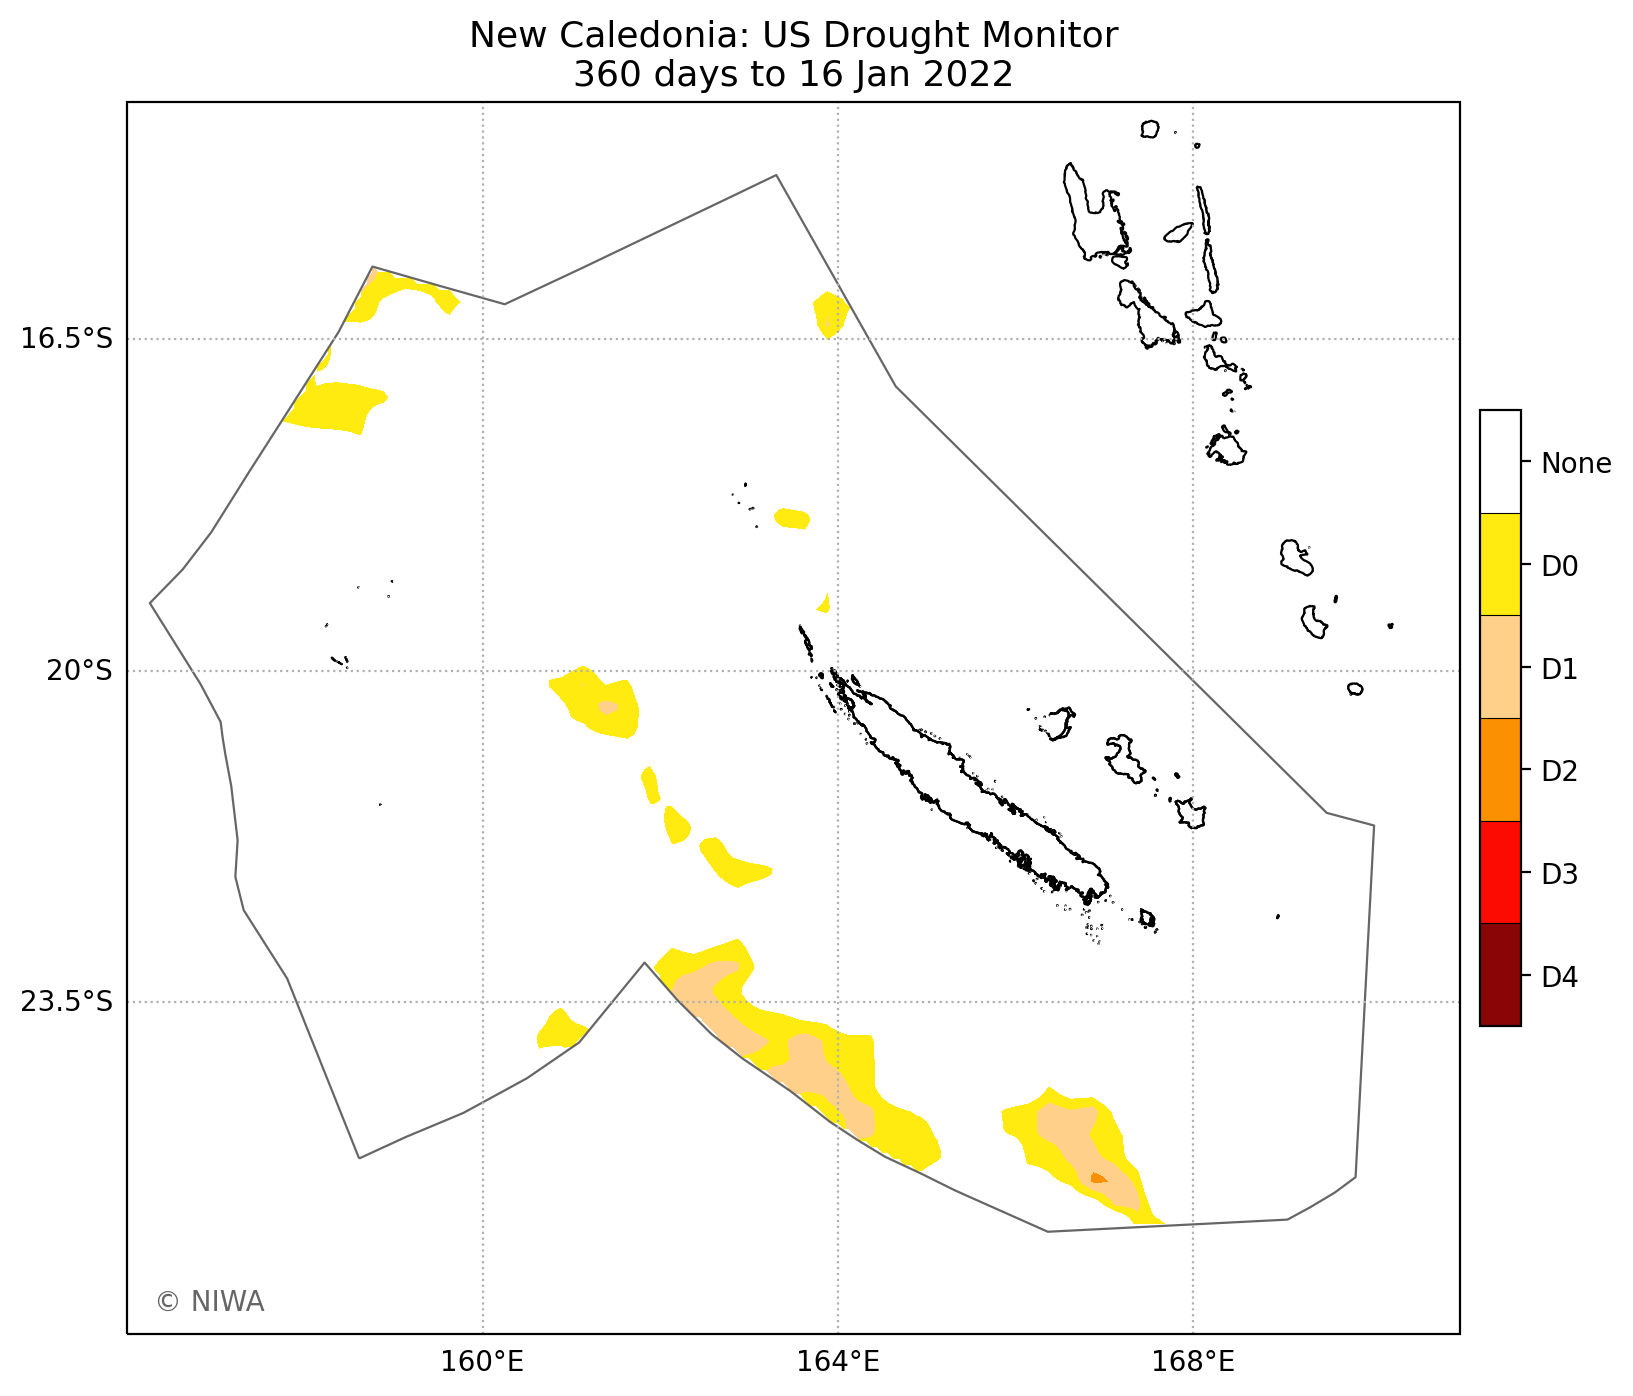 New Caledonia: US Drought Monitor
360 days to 16 Jan 2022
16.5°S
20°S
23.5°S
160°E
164°E
168°E
None
D0
D1
D2
D3
D4
© NIWA